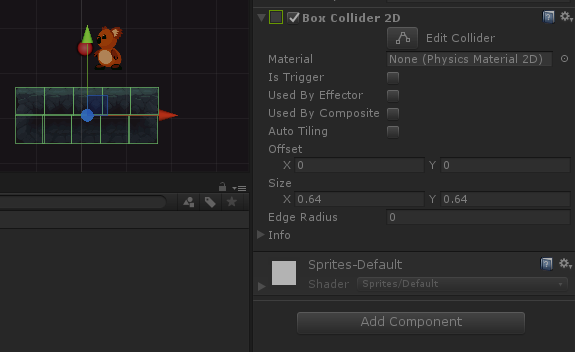 Box Collider 2D
Edit Collider
Material None (Physics Material 2D)
Is Trigger
Used By Effector
Used By Composite
Auto Tiling
Offset
X 0 Y 0
Size
X 0.64 Y 0.64
Edge Radius 0
Info
Sprites-Default
Shader Sprites/Default
Add Component